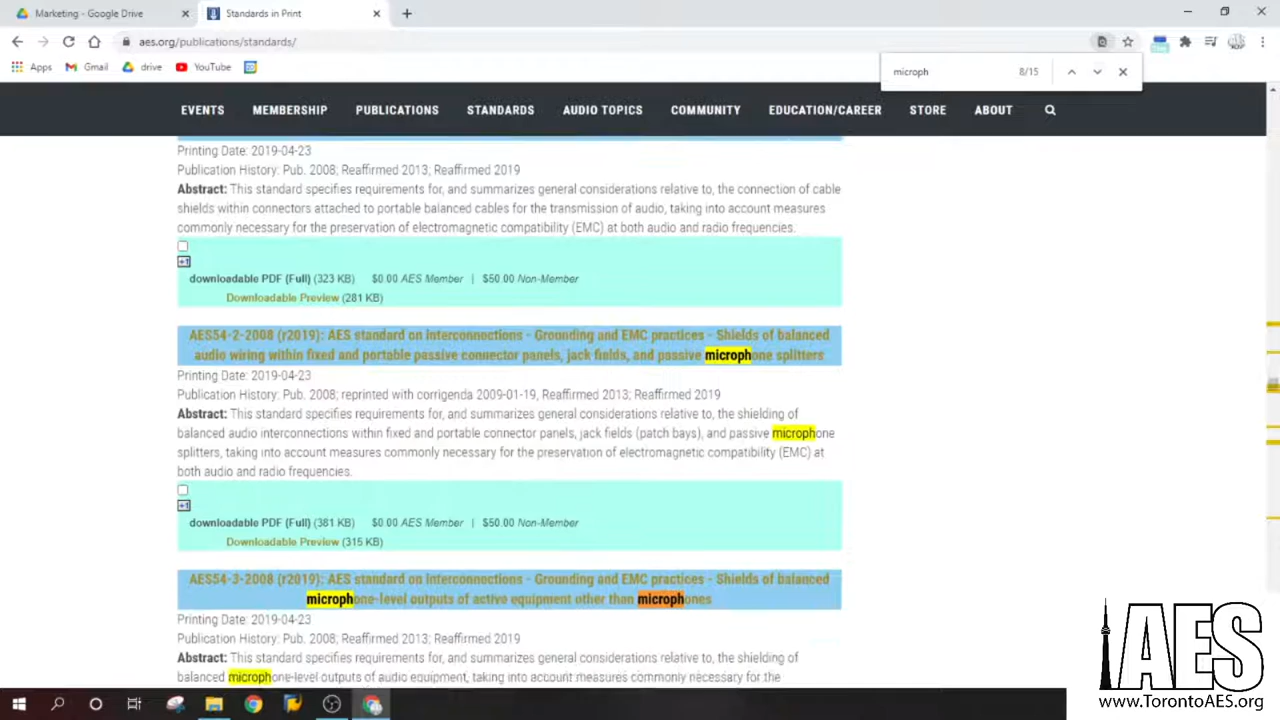 Marketing - Google Drive
Standards in Print
aes.org/publications/standards/
Apps
Gmail
drive
YouTube
microph
8/15
EVENTS
MEMBERSHIP
PUBLICATIONS
STANDARDS
AUDIO TOPICS
COMMUNITY
EDUCATION/CAREER
STORE
ABOUT
Printing Date: 2019-04-23
Publication History: Pub. 2008; Reaffirmed 2013; Reaffirmed 2019
Abstract: This standard specifies requirements for, and summarizes general considerations relative to, the connection of cable
shields within connectors attached to portable balanced cables for the transmission of audio, taking into account measures
commonly necessary for the preservation of electromagnetic compatibility (EMC) at both audio and radio frequencies.
+1
downloadable PDF (Full) (323 KB) $0.00 AES Member | $50.00 Non-Member
Downloadable Preview (281 KB)
AES54-2-2008 (r2019): AES standard on interconnections - Grounding and EMC practices - Shields of balanced
audio wiring within fixed and portable passive connector panels, jack fields, and passive microphone splitters
Printing Date: 2019-04-23
Publication History: Pub. 2008; reprinted with corrigenda 2009-01-19, Reaffirmed 2013; Reaffirmed 2019
Abstract: This standard specifies requirements for, and summarizes general considerations relative to, the shielding of
balanced audio interconnections within fixed and portable connector panels, jack fields (patch bays), and passive microphone
splitters, taking into account measures commonly necessary for the preservation of electromagnetic compatibility (EMC) at
both audio and radio frequencies.
+1
downloadable PDF (Full) (381 KB) $0.00 AES Member | $50.00 Non-Member
Downloadable Preview (315 KB)
AES54-3-2008 (r2019): AES standard on interconnections - Grounding and EMC practices - Shields of balanced
microphone-level outputs of active equipment other than microphones
Printing Date: 2019-04-23
Publication History: Pub. 2008; Reaffirmed 2013; Reaffirmed 2019
Abstract: This standard specifies requirements for, and summarizes general considerations relative to, the shielding of
balanced microphone-level outputs of audio equipment, taking into account measures commonly necessary for the
AES
www.TorontoAES.org